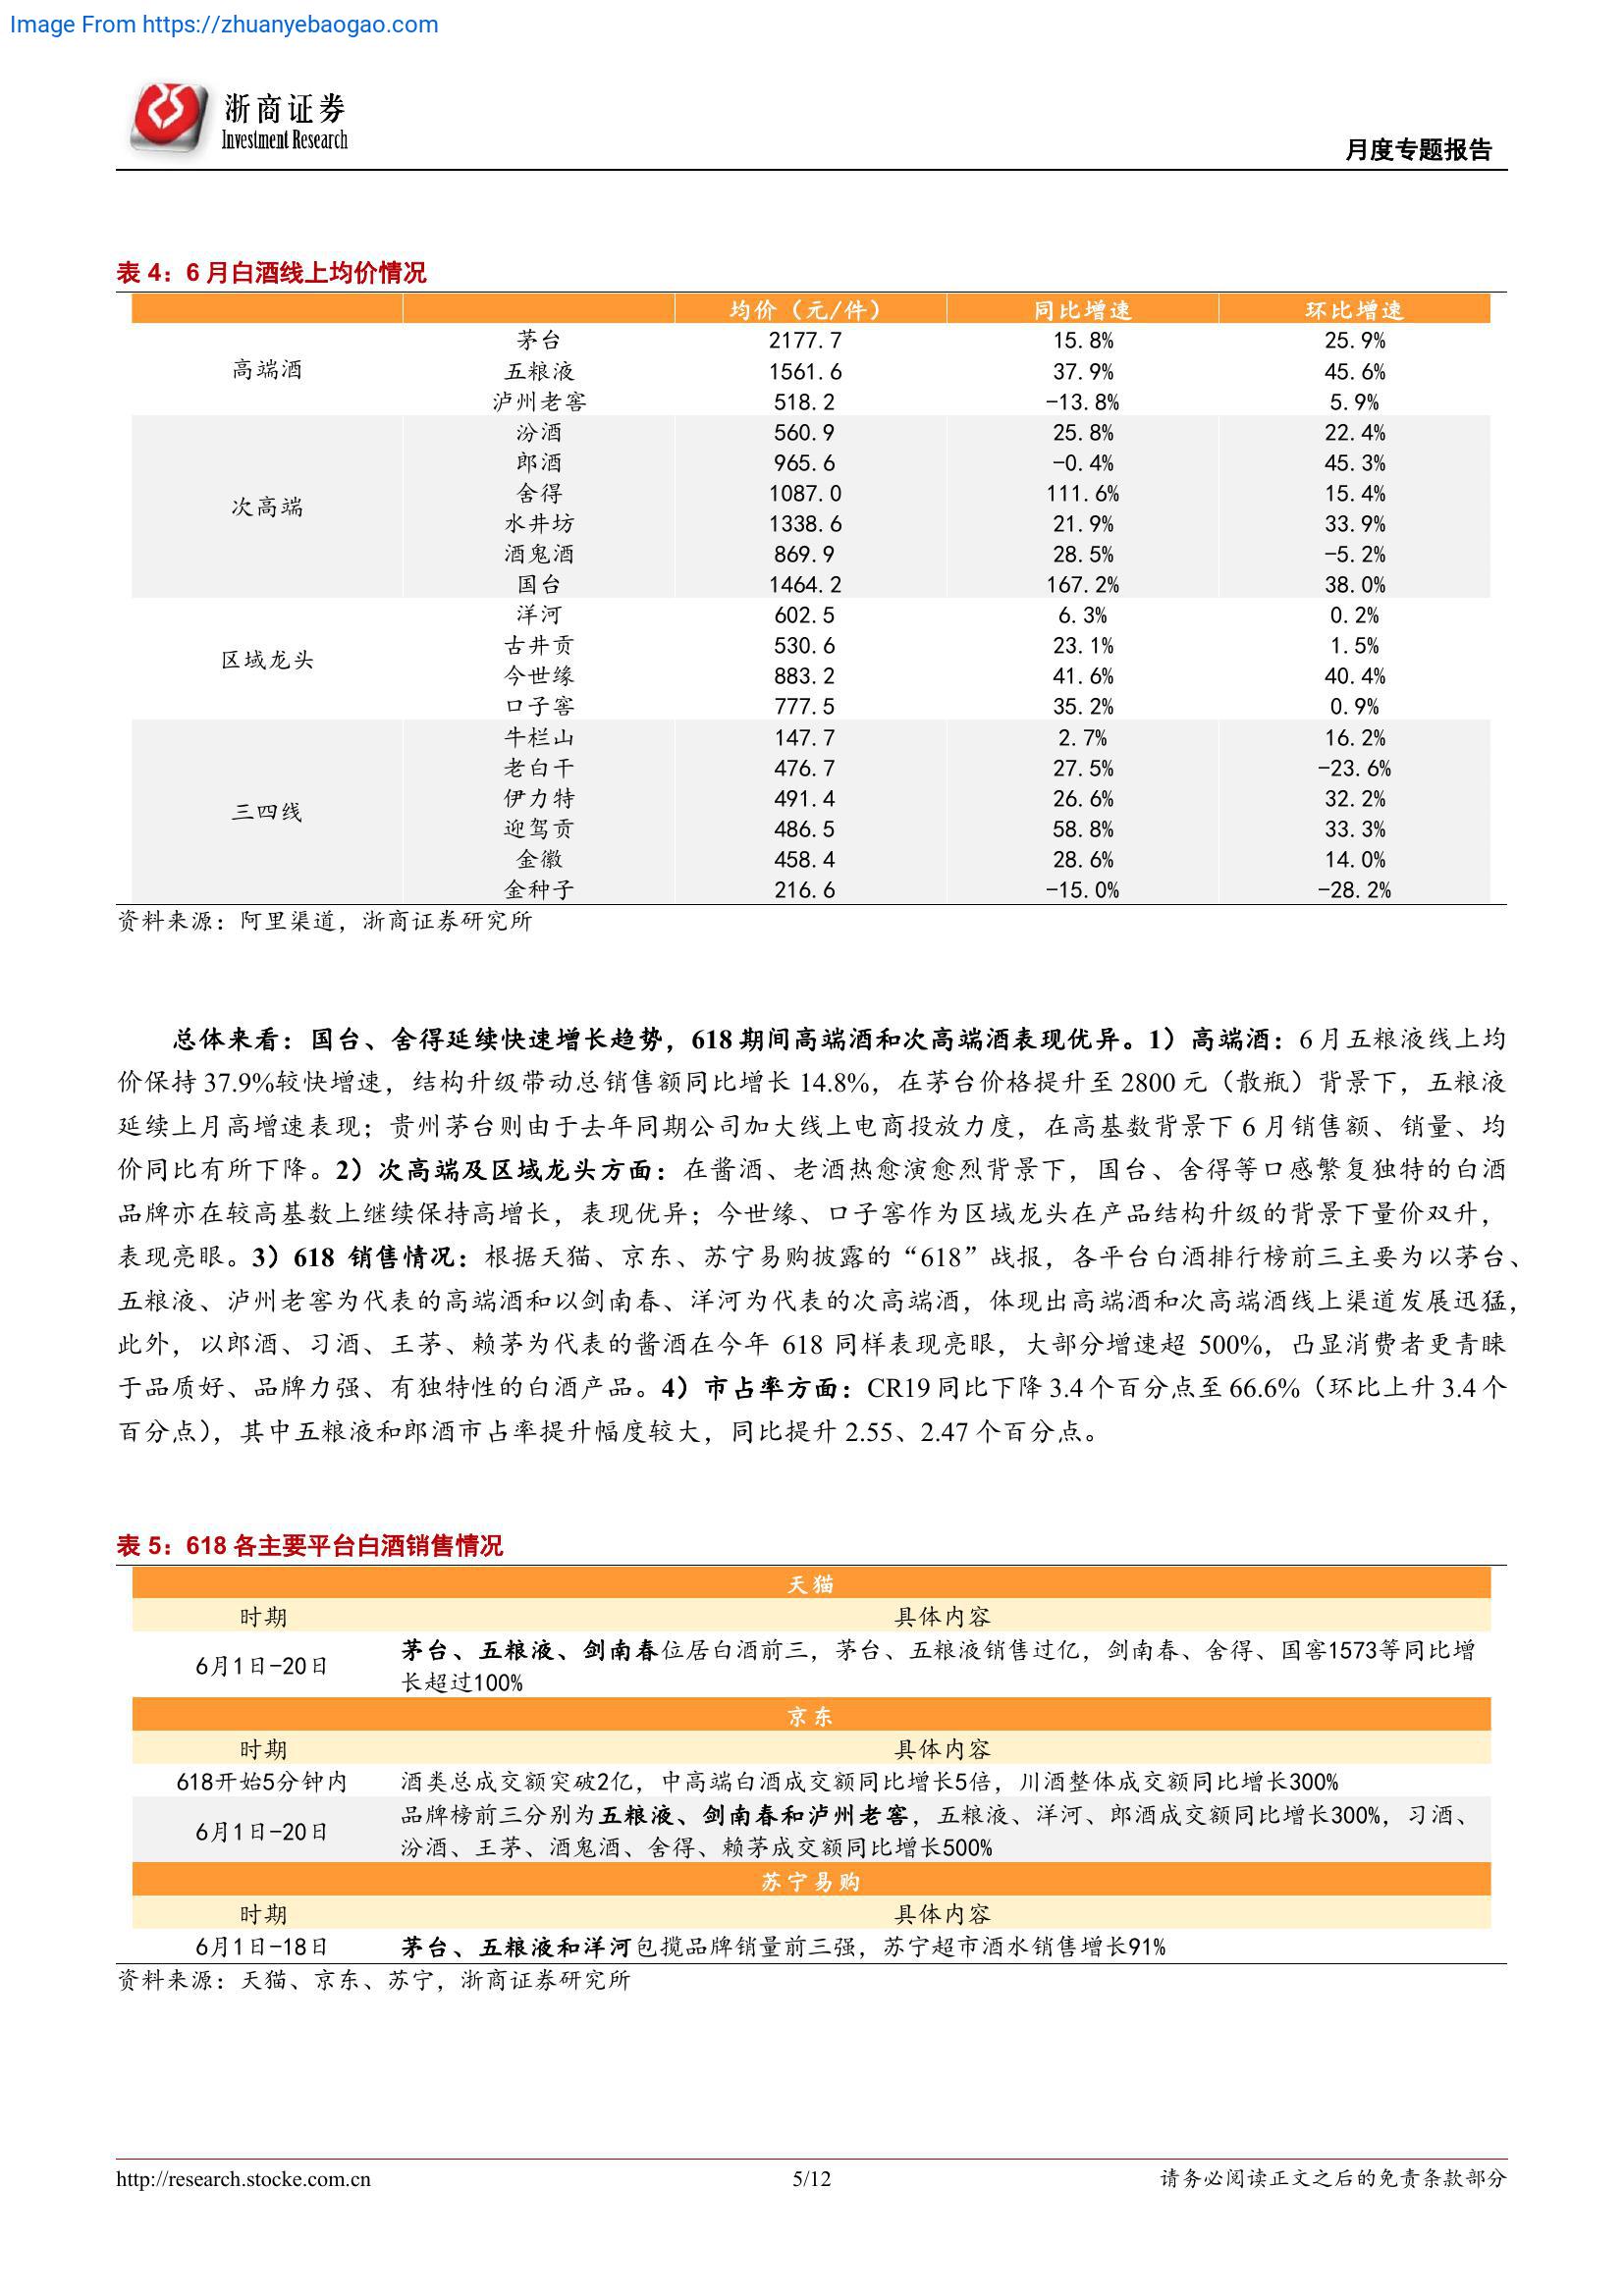 Image From https://zhuanyebaogao.com
浙商证券
Investment Research
月度专题报告
表 4：6 月白酒线上均价情况
均价（元/件） 同比增速 环比增速
茅台 2177.7 15.8% 25.9%
高端酒 五粮液 1561.6 37.9% 45.6%
泸州老窖 518.2 -13.8% 5.9%
汾酒 560.9 25.8% 22.4%
郎酒 965.6 -0.4% 45.3%
舍得 1087.0 111.6% 15.4%
次高端 水井坊 1338.6 21.9% 33.9%
酒鬼酒 869.9 28.5% -5.2%
国台 1464.2 167.2% 38.0%
洋河 602.5 6.3% 0.2%
古井贡 530.6 23.1% 1.5%
区域龙头 今世缘 883.2 41.6% 40.4%
口子窖 777.5 35.2% 0.9%
牛栏山 147.7 2.7% 16.2%
老白干 476.7 27.5% -23.6%
伊力特 491.4 26.6% 32.2%
三四线 迎驾贡 486.5 58.8% 33.3%
金徽 458.4 28.6% 14.0%
金种子 216.6 -15.0% -28.2%
资料来源：阿里渠道，浙商证券研究所
总体来看：国台、舍得延续快速增长趋势，618 期间高端酒和次高端酒表现优异。1）高端酒：6 月五粮液线上均
价保持 37.9%较快增速，结构升级带动总销售额同比增长 14.8%，在茅台价格提升至 2800 元（散瓶）背景下，五粮液
延续上月高增速表现；贵州茅台则由于去年同期公司加大线上电商投放力度，在高基数背景下 6 月销售额、销量、均
价同比有所下降。2）次高端及区域龙头方面：在酱酒、老酒热愈演愈烈背景下，国台、舍得等口感繁复独特的白酒
品牌亦在较高基数上继续保持高增长，表现优异；今世缘、口子窖作为区域龙头在产品结构升级的背景下量价双升，
表现亮眼。3）618 销售情况：根据天猫、京东、苏宁易购披露的“618”战报，各平台白酒排行榜前三主要为以茅台、
五粮液、泸州老窖为代表的高端酒和以剑南春、洋河为代表的次高端酒，体现出高端酒和次高端酒线上渠道发展迅猛，
此外，以郎酒、习酒、王茅、赖茅为代表的酱酒在今年 618 同样表现亮眼，大部分增速超 500%，凸显消费者更青睐
于品质好、品牌力强、有独特性的白酒产品。4）市占率方面：CR19 同比下降 3.4 个百分点至 66.6%（环比上升 3.4 个
百分点），其中五粮液和郎酒市占率提升幅度较大，同比提升 2.55、2.47 个百分点。
表 5：618 各主要平台白酒销售情况
天猫
时期 具体内容
6月1日-20日 茅台、五粮液、剑南春位居白酒前三，茅台、五粮液销售过亿，剑南春、舍得、国窖1573等同比增
长超过100%
京东
时期 具体内容
618开始5分钟内 酒类总成交额突破2亿，中高端白酒成交额同比增长5倍，川酒整体成交额同比增长300%
6月1日-20日 品牌榜前三分别为五粮液、剑南春和泸州老窖，五粮液、洋河、郎酒成交额同比增长300%，习酒、
汾酒、王茅、酒鬼酒、舍得、赖茅成交额同比增长500%
苏宁易购
时期 具体内容
6月1日-18日 茅台、五粮液和洋河包揽品牌销量前三强，苏宁超市酒水销售增长91%
资料来源：天猫、京东、苏宁，浙商证券研究所
http://research.stocke.com.cn 5/12 请务必阅读正文之后的免责条款部分